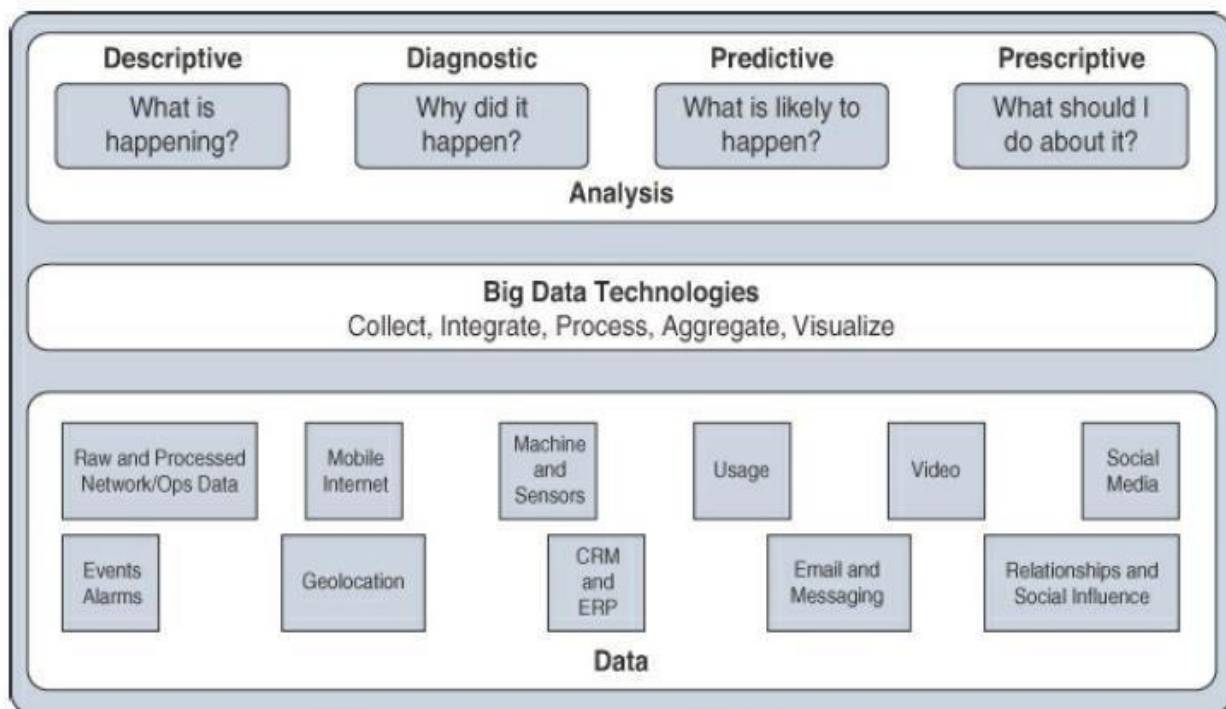 Descriptive
What is
happening?
Diagnostic
Why did it
happen?
Predictive
What is likely to
happen?
Prescriptive
What should I
do about it?
Analysis
Big Data Technologies
Collect, Integrate, Process, Aggregate, Visualize
Raw and Processed
Network/Ops Data
Mobile
Internet
Machine
and
Sensors
Usage
Video
Social
Media
Events
Alarms
Geolocation
CRM
and
ERP
Email and
Messaging
Relationships and
Social Influence
Data